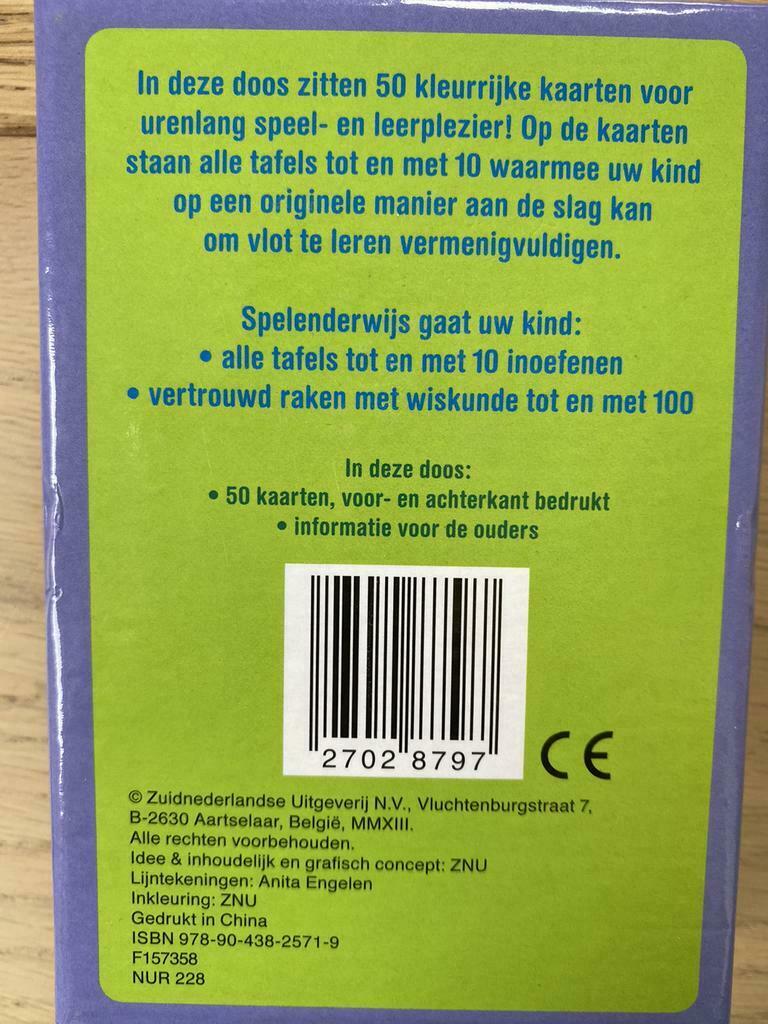 In deze doos zitten 50 kleurrijke kaarten voor
urenlang speel- en leerplezier! Op de kaarten
staan alle tafels tot en met 10 waarmee uw kind
op een originele manier aan de slag kan
om vlot te leren vermenigvuldigen.
Spelenderwijs gaat uw kind:
• alle tafels tot en met 10 inoefenen
• vertrouwd raken met wiskunde tot en met 100
In deze doos:
• 50 kaarten, voor- en achterkant bedrukt
• informatie voor de ouders
2702 8797
CE
© Zuidnederlandse Uitgeverij N.V., Vluchtenburgstraat 7,
B-2630 Aartselaar, België, MMXIII.
Alle rechten voorbehouden.
Idee & inhoudelijk en grafisch concept: ZNU
Lijntekeningen: Anita Engelen
Inkleuring: ZNU
Gedrukt in China
ISBN 978-90-438-2571-9
F157358
NUR 228